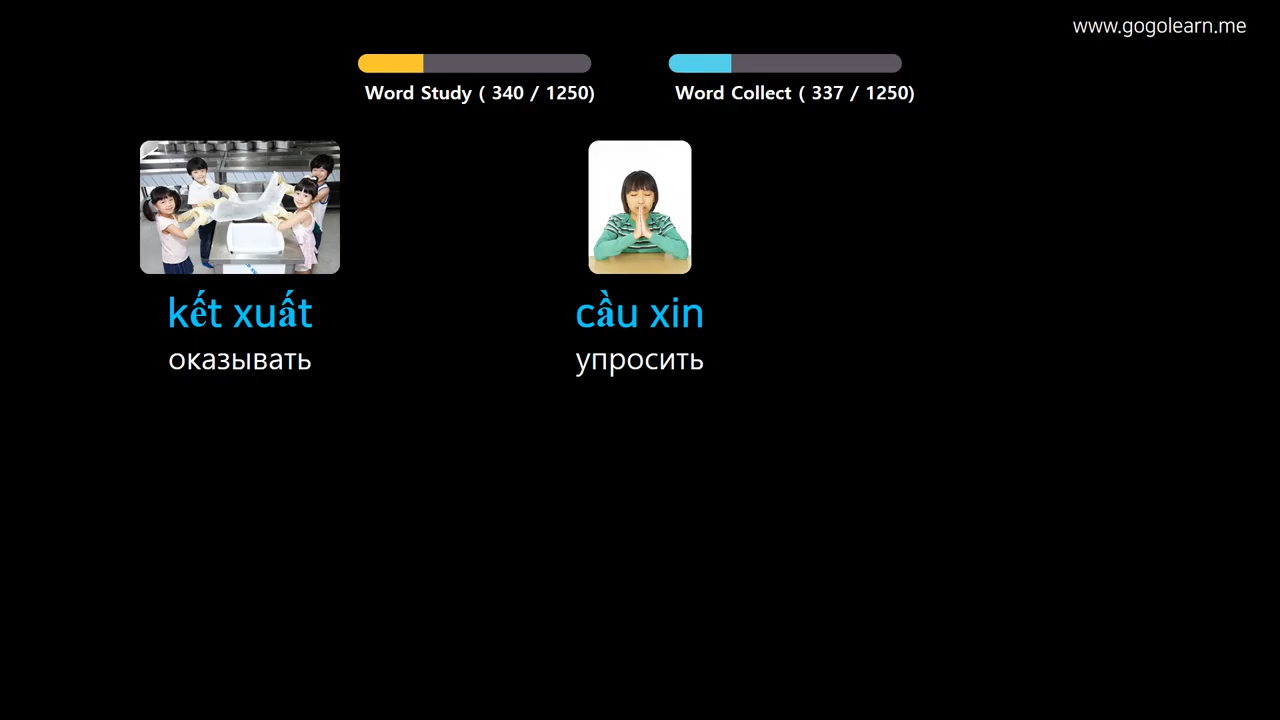 www.gogolearn.me
Word Study ( 340 / 1250)
Word Collect ( 337 / 1250)
kết xuất
оказывать
cầu xin
упросить